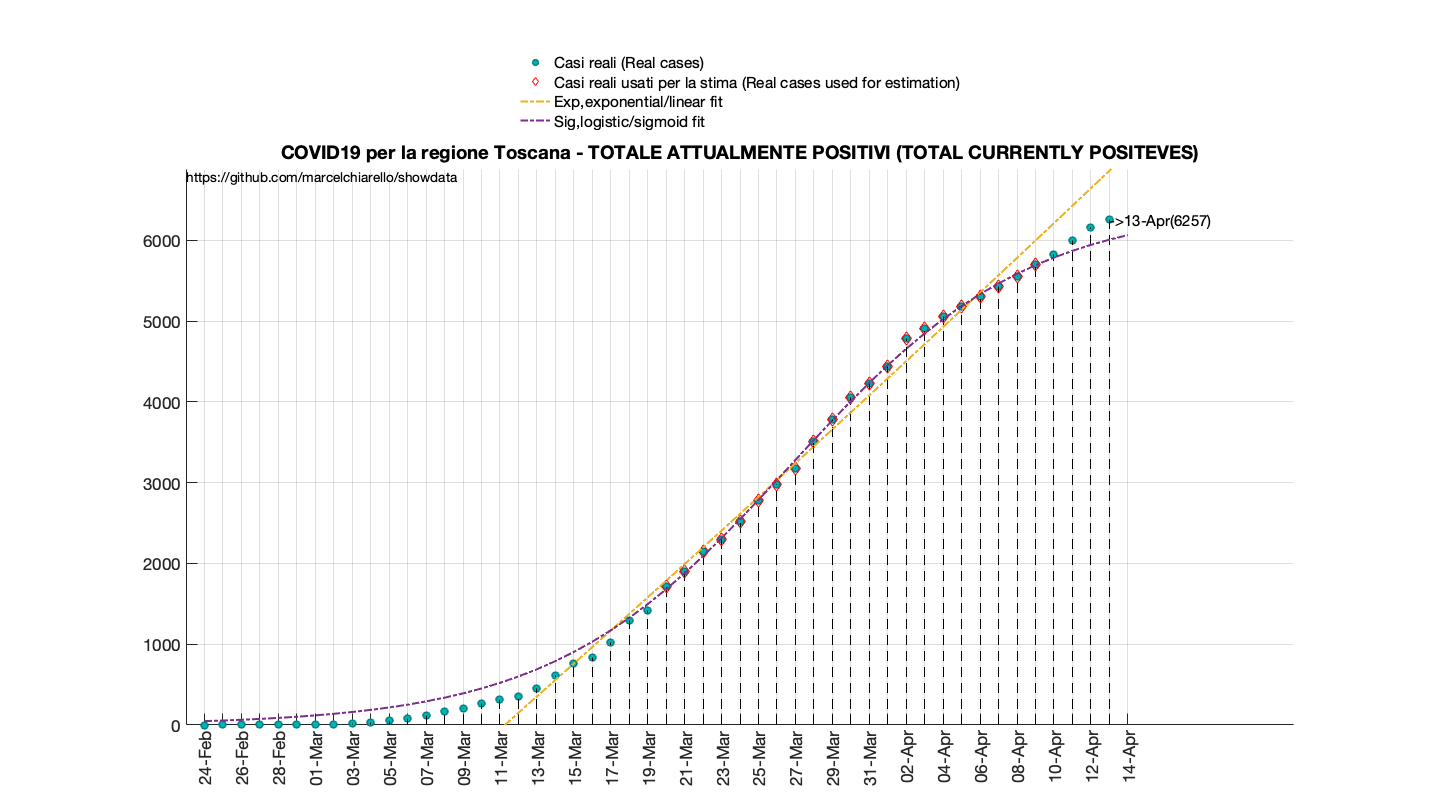 Casi reali (Real cases)
Casi reali usati per la stima (Real cases used for estimation)
Exp,exponential/linear fit
Sig,logistic/sigmoid fit
COVID19 per la regione Toscana - TOTALE ATTUALMENTE POSITIVI (TOTAL CURRENTLY POSITEVES)
https://github.com/marcelchiarello/showdata
->13-Apr(6257)
6000
5000
4000
3000
2000
1000
0
24-Feb
26-Feb
28-Feb
01-Mar
03-Mar
05-Mar
07-Mar
09-Mar
11-Mar
13-Mar
15-Mar
17-Mar
19-Mar
21-Mar
23-Mar
25-Mar
27-Mar
29-Mar
31-Mar
02-Apr
04-Apr
06-Apr
08-Apr
10-Apr
12-Apr
14-Apr